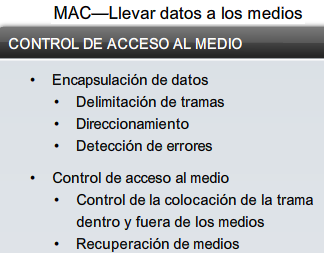 MAC—Llevar datos a los medios
CONTROL DE ACCESO AL MEDIO
• Encapsulación de datos
• Delimitación de tramas
• Direccionamiento
• Detección de errores
• Control de acceso al medio
• Control de la colocación de la trama
dentro y fuera de los medios
• Recuperación de medios